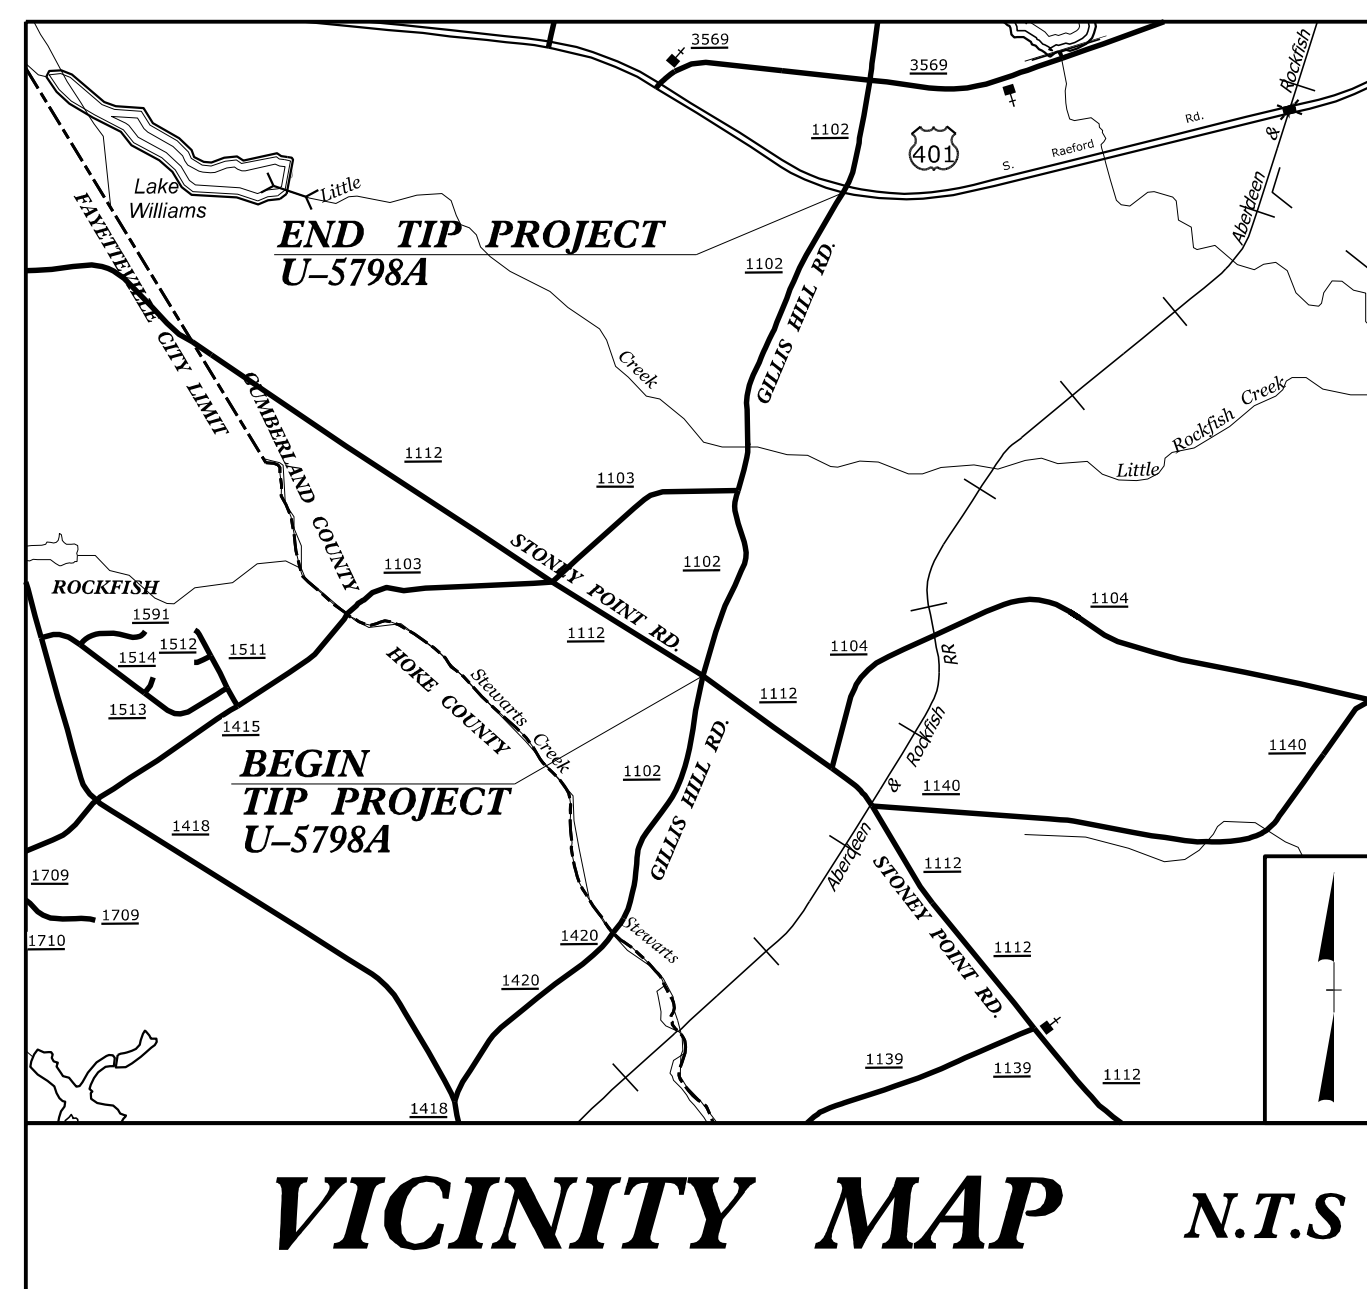 3569
3569
Rockfish
&
Aberdeen
1102
401
S. Raeford Rd.
Lake
Williams
Little
FAYETTEVILLE CITY LIMIT
END TIP PROJECT
U–5798A
1102
GILLIS HILL RD.
Creek
CUMBERLAND COUNTY
Little Rockfish Creek
1112
1103
STONEY POINT RD.
1102
1103
ROCKFISH
1591
1512
1511
1514
1513
1415
1112
1104
1104
RR
HOKE COUNTY
Stewarts Creek
1112
BEGIN
TIP PROJECT
U–5798A
1102
GILLIS HILL RD.
Rockfish
&
Aberdeen
1140
1140
1418
1112
STONEY POINT RD.
1709
1709
1710
1420
Stewarts
1420
1112
1139
1139
1112
1418
VICINITY MAP N.T.S